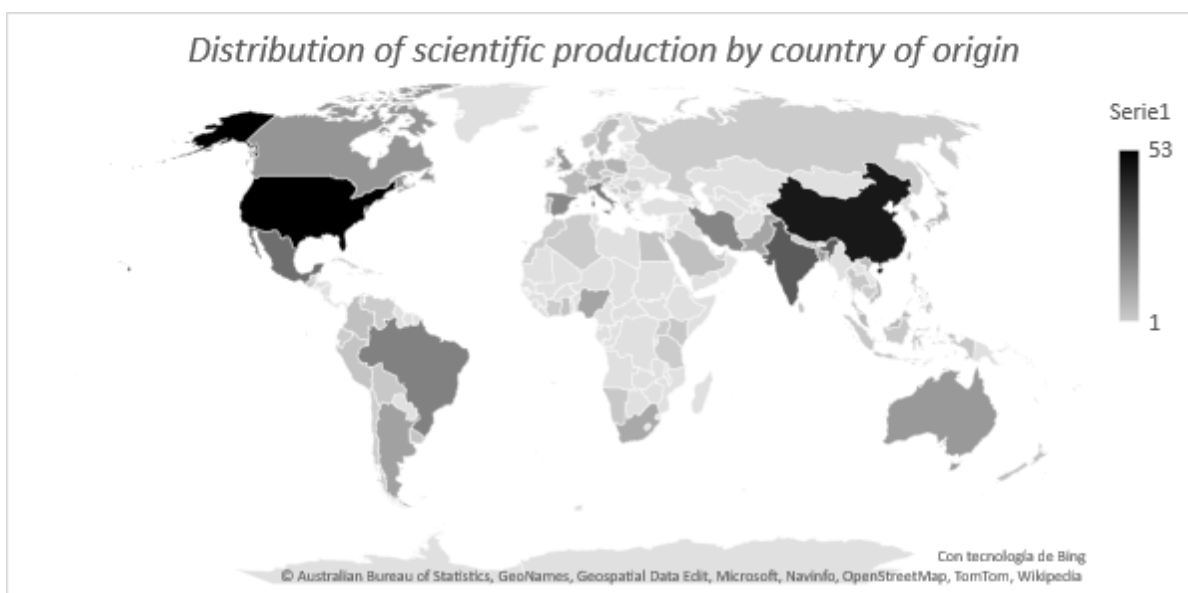 Distribution of scientific production by country of origin
Serie1
53
1
Con tecnología de Bing
© Australian Bureau of Statistics, GeoNames, Geospatial Data Edit, Microsoft, Navinfo, OpenStreetMap, TomTom, Wikipedia